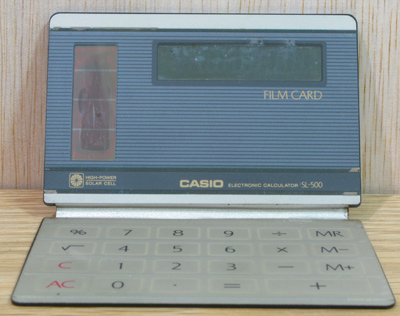 FILM CARD
HIGH-POWER
SOLAR CELL
CASIO ELECTRONIC CALCULATOR SL-500
% 7 8 9 ÷ MR
√ 4 5 6 × M−
C 1 2 3 − M+
AC 0 · = +